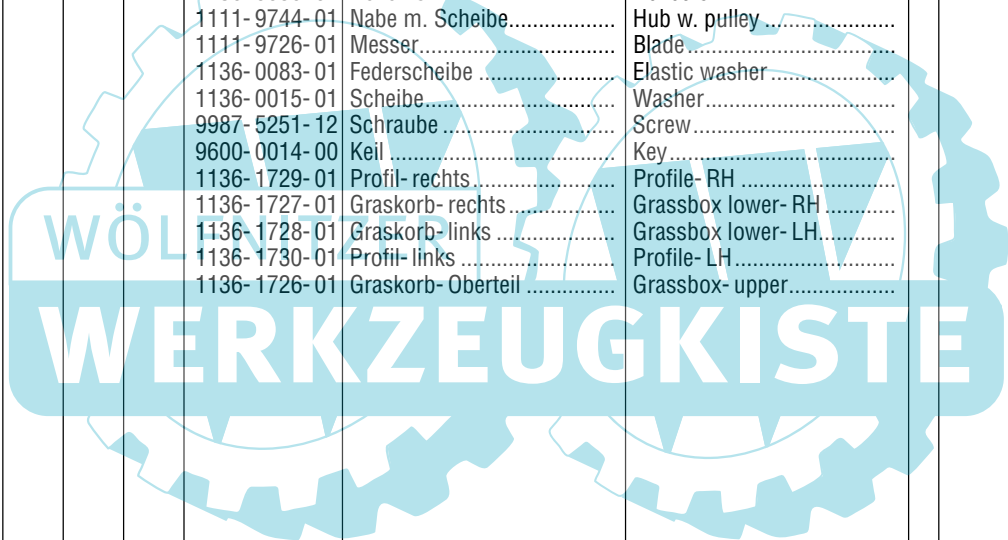 1111-9744-01 Nabe m. Scheibe..................... Hub w. pulley .....................
1111-9726-01 Messer................................ Blade.................................
1136-0083-01 Federscheibe ...................... Elastic washer ....................
1136-0015-01 Scheibe.............................. Washer...............................
9987-5251-12 Schraube ............................ Screw.................................
9600-0014-00 Keil .................................... Key.....................................
1136-1729-01 Profil-rechts....................... Profile-RH .........................
1136-1727-01 Graskorb-rechts................. Grassbox lower-RH ...........
1136-1728-01 Graskorb-links ................... Grassbox lower-LH............
1136-1730-01 Profil-links ......................... Profile-LH..........................
1136-1726-01 Graskorb-Oberteil .............. Grassbox-upper.................
WÖLFNITZER
WERKZEUGKISTE